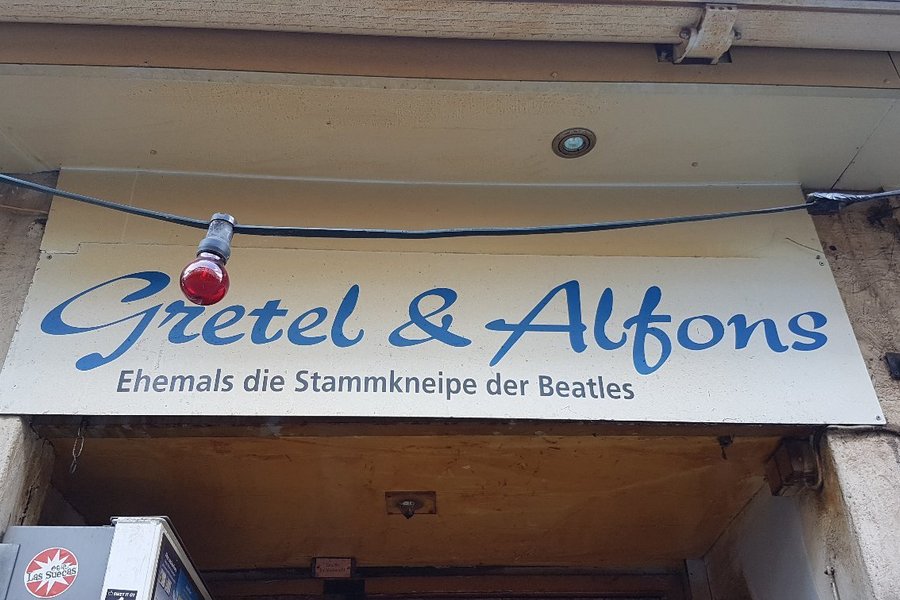 Gretel & Alfons
Ehemals die Stammkneipe der Beatles
Las Suecas